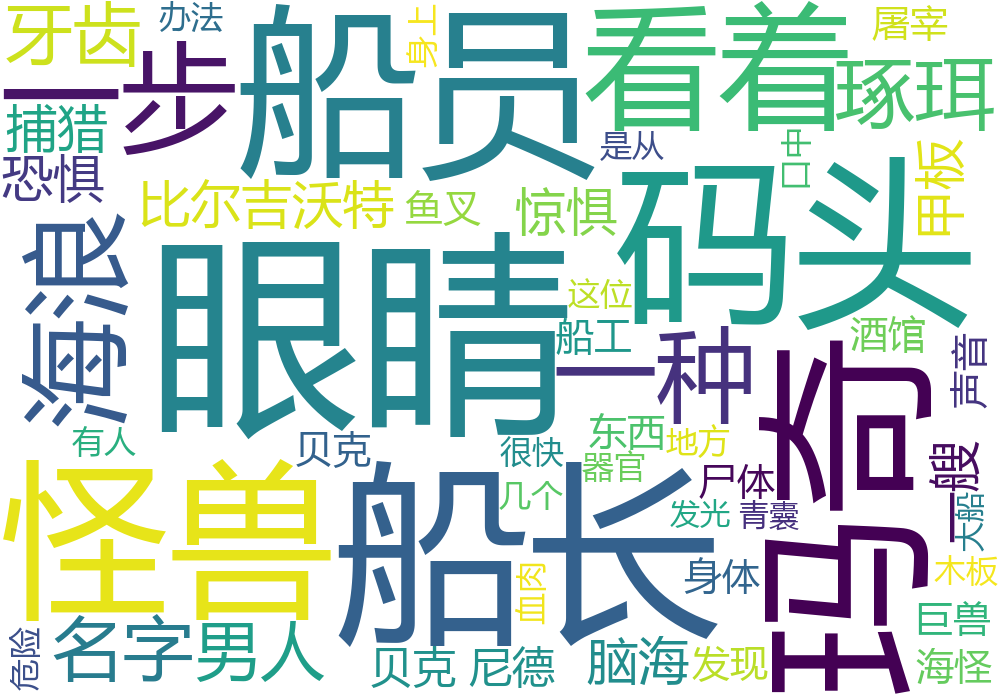 牙齿
办法
船员
身上
看着
屠宰
一步
琢珥
捕猎
恐惧
是从
口中
甲板
比尔吉沃特
鱼叉
惊惧
码头
海浪
眼睛
这位
船工
一种
酒馆
声音
玛奇
有人
贝克
很快
东西
地方
器官
尸体
一艘
怪兽
船长
几个
发光
青囊
大船
血肉
身体
木板
危险
名字
男人
贝克 尼德
脑海
发现
巨兽
海怪